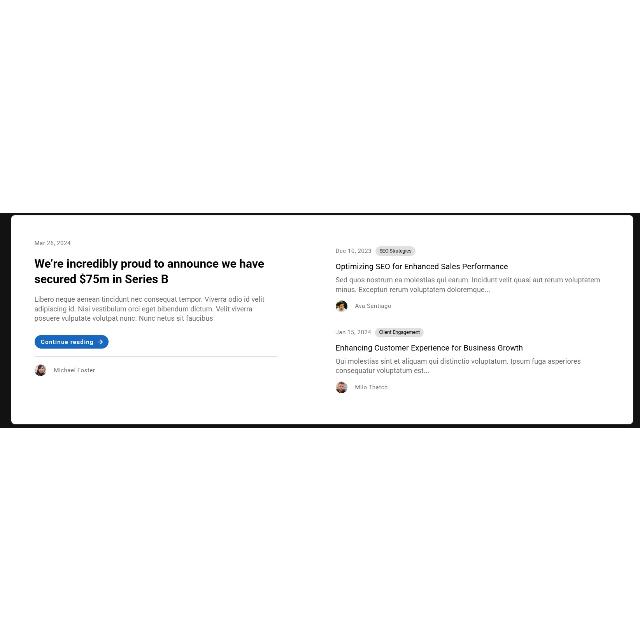 Mar 26, 2024
We're incredibly proud to announce we have
secured $75m in Series B
Libero neque aenean tincidunt nec consequat tempor. Viverra odio id velit
adipiscing id. Nisi vestibulum orci eget bibendum dictum. Velit viverra
posuere vulputate volutpat nunc. Nunc netus sit faucibus
Continue reading →
Michael Foster
Dec 10, 2023 SEO Strategies
Optimizing SEO for Enhanced Sales Performance
Sed quos nostrum ea molestias qui earum. Incidunt velit quasi aut rerum voluptatem
minus. Excepturi rerum voluptatem doloremque...
Ava Santiago
Jan 15, 2024 Client Engagement
Enhancing Customer Experience for Business Growth
Qui molestias sint et aliquam qui distinctio voluptatum. Ipsum fuga asperiores
consequatur voluptatum est...
Milo Thatch